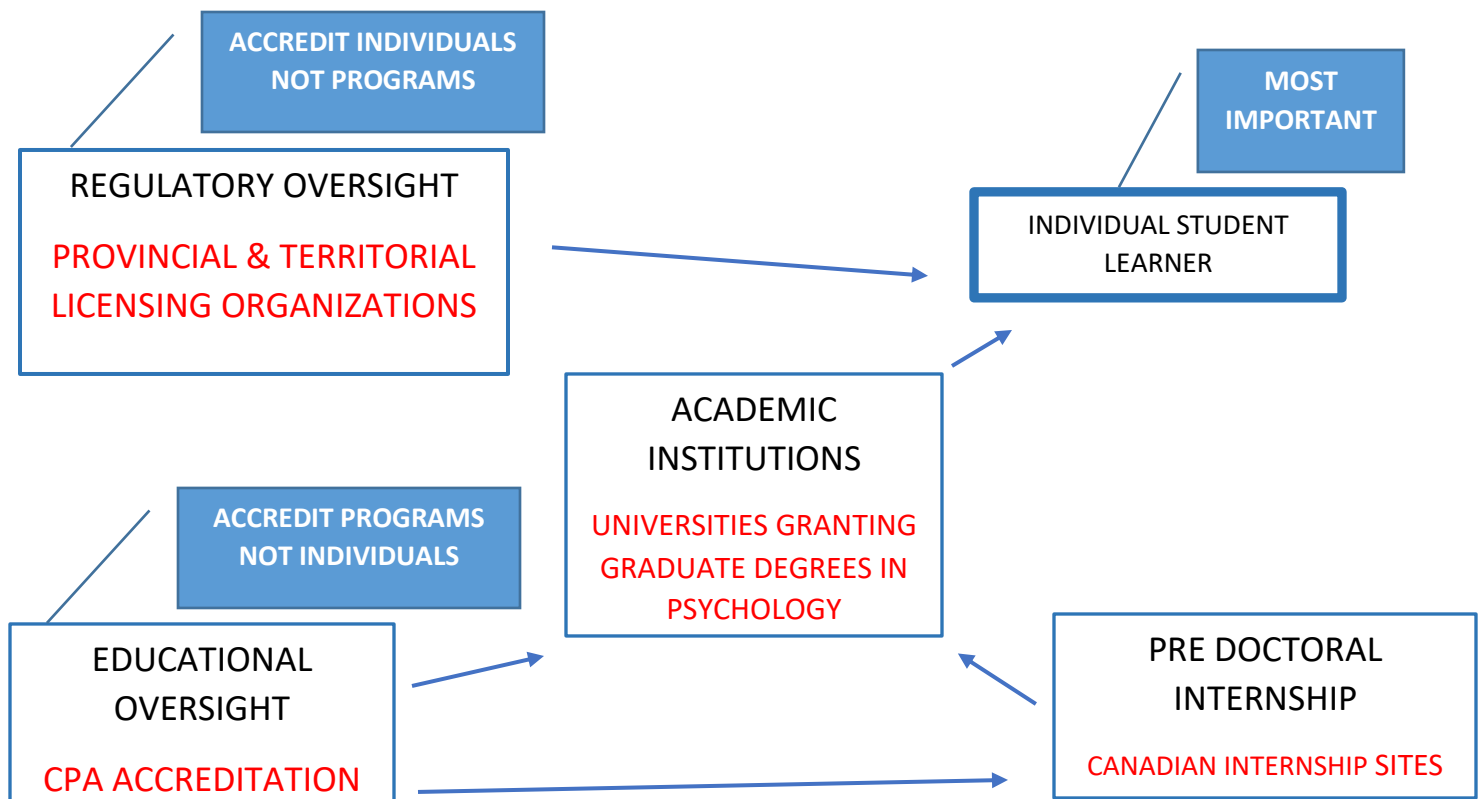 ACCREDIT INDIVIDUALS
NOT PROGRAMS
MOST
IMPORTANT
REGULATORY OVERSIGHT
PROVINCIAL & TERRITORIAL
LICENSING ORGANIZATIONS
INDIVIDUAL STUDENT
LEARNER
ACADEMIC
INSTITUTIONS
UNIVERSITIES GRANTING
GRADUATE DEGREES IN
PSYCHOLOGY
ACCREDIT PROGRAMS
NOT INDIVIDUALS
EDUCATIONAL
OVERSIGHT
CPA ACCREDITATION
PRE DOCTORAL
INTERNSHIP
CANADIAN INTERNSHIP SITES